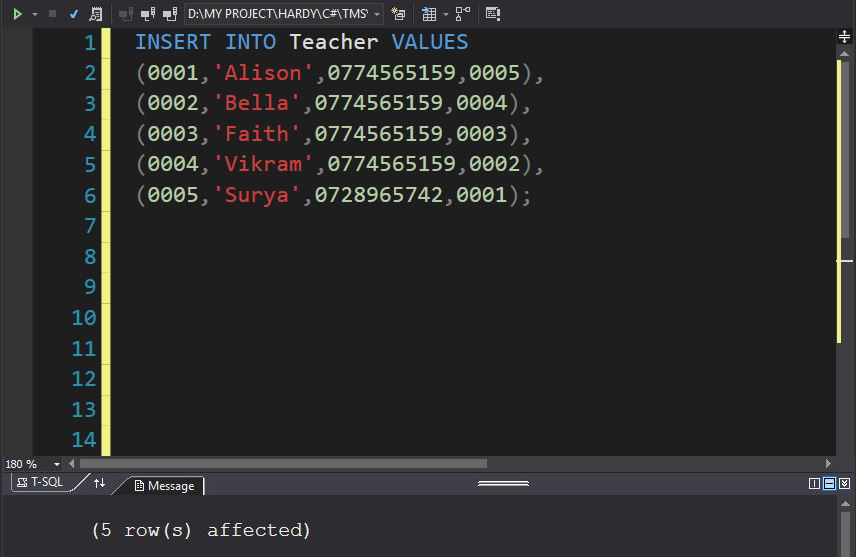 D:\MY PROJECT\HARDY\C#\TMS\
1 INSERT INTO Teacher VALUES
2 (0001,'Alison',0774565159,0005),
3 (0002,'Bella',0774565159,0004),
4 (0003,'Faith',0774565159,0003),
5 (0004,'Vikram',0774565159,0002),
6 (0005,'Surya',0728965742,0001);
7
8
9
10
11
12
13
14
180 %
T-SQL Message
(5 row(s) affected)